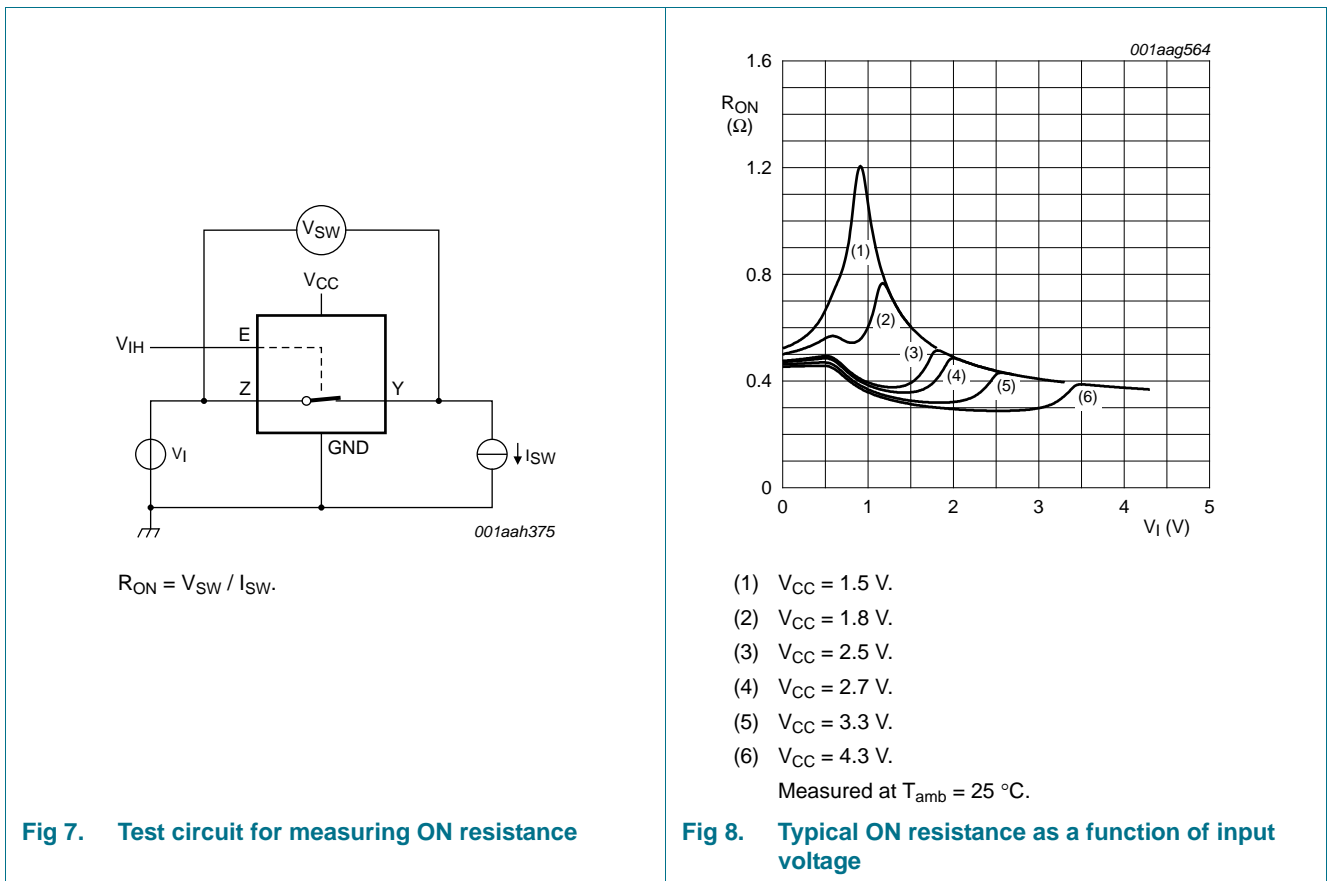 VSW
VCC
VIH
E
Z
Y
GND
VI
ISW
001aah375
RON = VSW / ISW.
Fig 7. Test circuit for measuring ON resistance
001aag564
RON
(Ω)
1.6
1.2
0.8
0.4
0
(1)
(2)
(3)
(4)
(5)
(6)
0 1 2 3 4 5
VI (V)
(1) VCC = 1.5 V.
(2) VCC = 1.8 V.
(3) VCC = 2.5 V.
(4) VCC = 2.7 V.
(5) VCC = 3.3 V.
(6) VCC = 4.3 V.
Measured at Tamb = 25 °C.
Fig 8. Typical ON resistance as a function of input
voltage